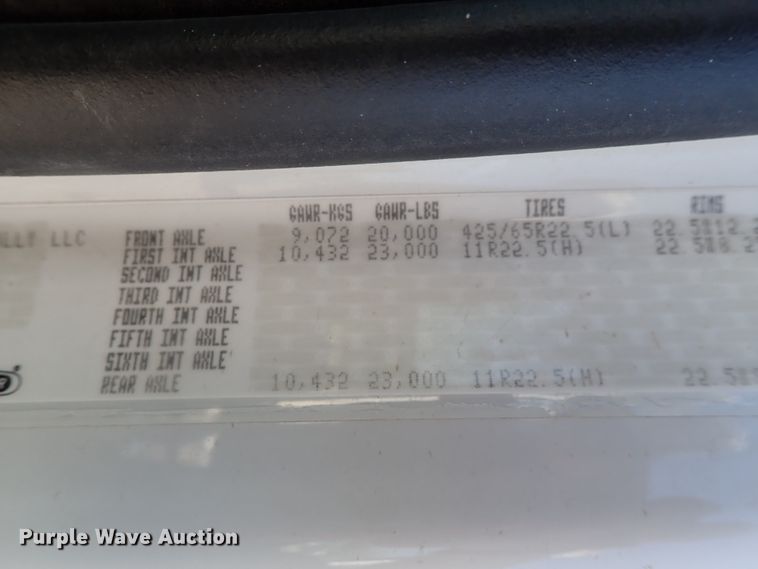 GAWR-KGS GAWR-LBS TIRES RIMS
LLC FRONT AXLE 9,072 20,000 425/65R22.5(L)
FIRST INT AXLE 10,432 23,000 11R22.5(H)
SECOND INT AXLE
THIRD INT AXLE
FOURTH INT AXLE
FIFTH INT AXLE
SIXTH INT AXLE
REAR AXLE 10,432 23,000 11R22.5(H)
Purple Wave Auction